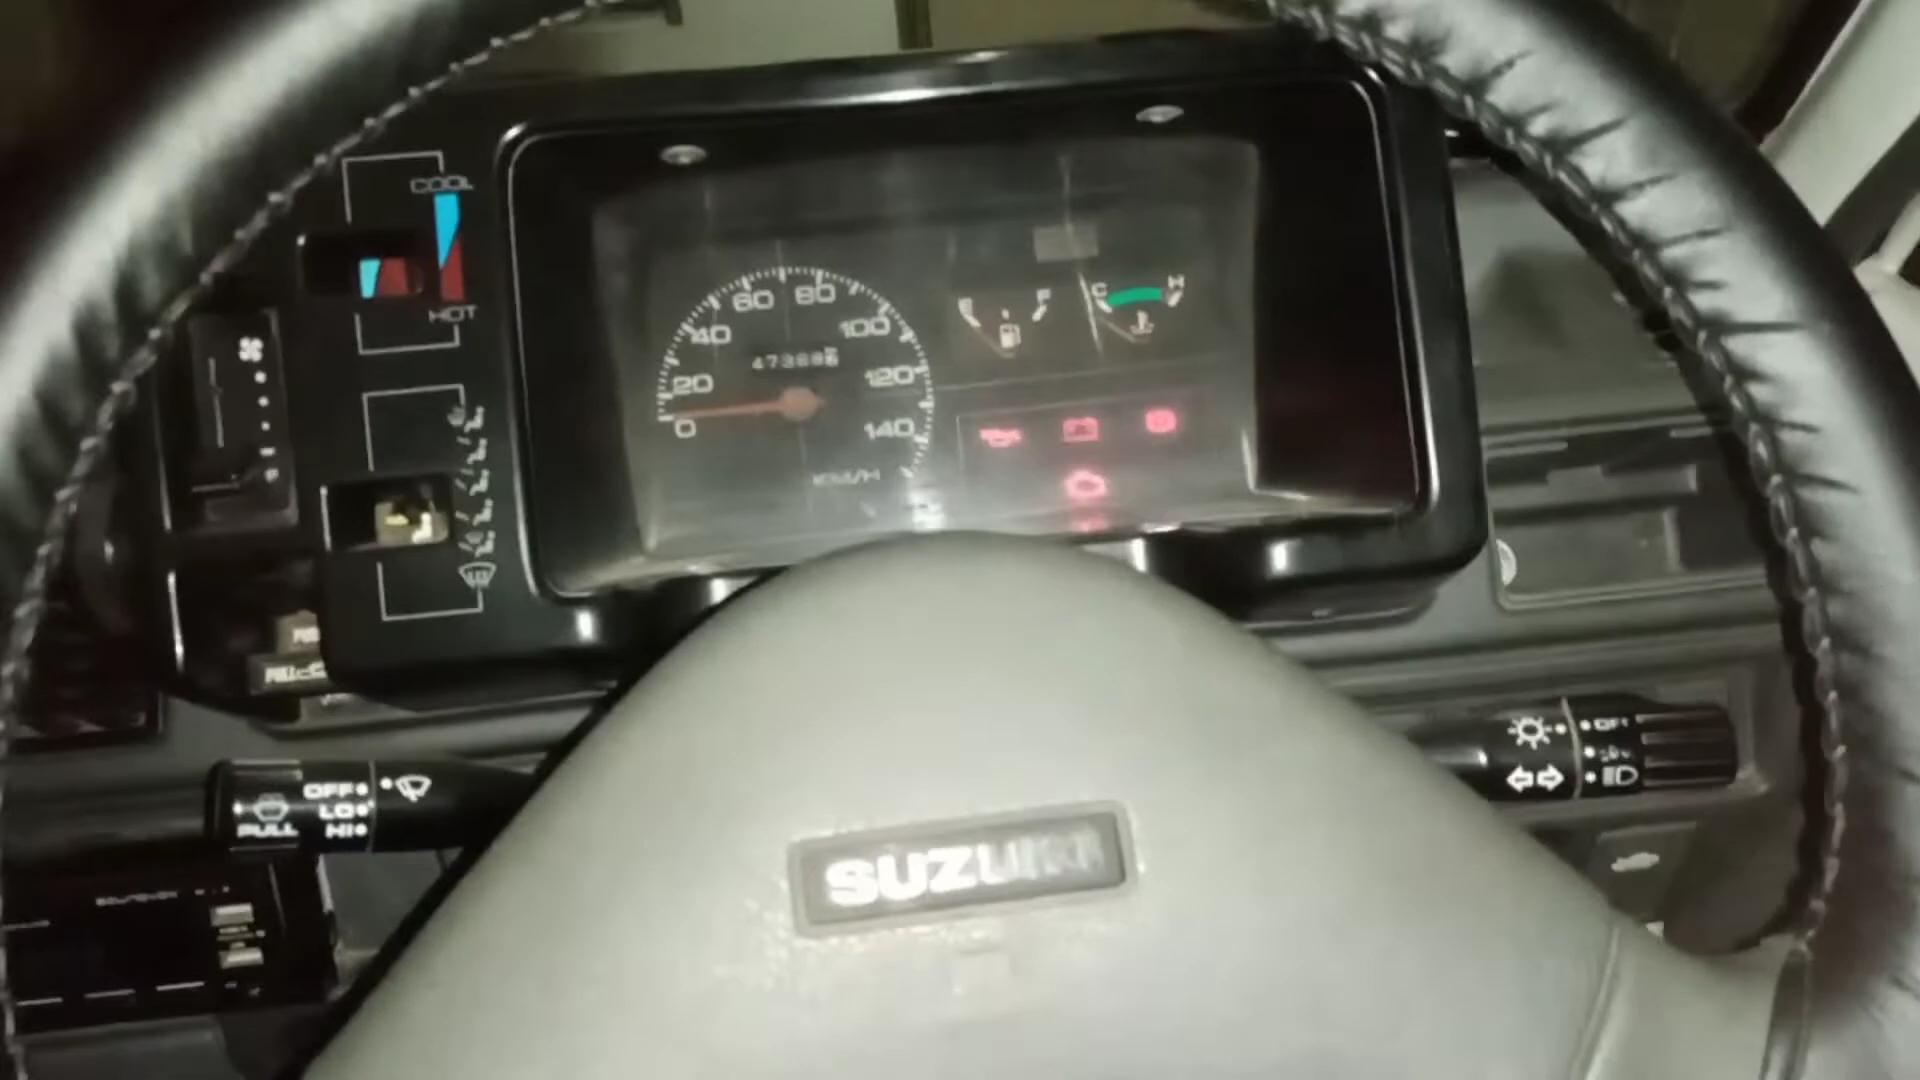 COOL
HOT
60 80
40 100
20 120
0 140
KM/H
E F
C H
OFF
LO
HI
PULL
OFF
SUZUKI